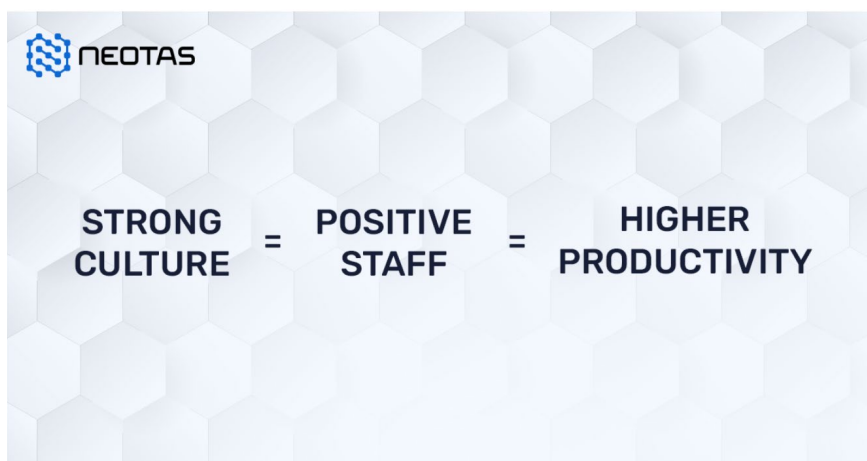 NEOTAS
STRONG
CULTURE
=
POSITIVE
STAFF
=
HIGHER
PRODUCTIVITY